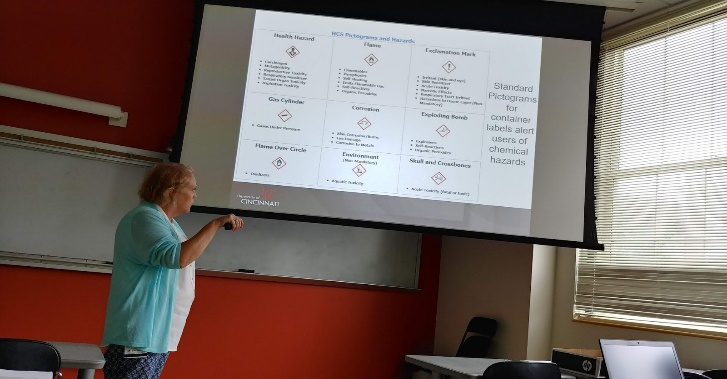 HCS Pictograms and Hazards
Health Hazard
Carcinogen
Mutagenicity
Reproductive Toxicity
Respiratory Sensitizer
Target Organ Toxicity
Aspiration Toxicity
Flame
Flammables
Pyrophorics
Self-Heating
Emits Flammable Gas
Self-Reactives
Organic Peroxides
Exclamation Mark
Irritant (skin and eye)
Skin Sensitizer
Acute Toxicity
Narcotic Effects
Respiratory Tract Irritant
Hazardous to Ozone Layer (Non-
Mandatory)
Gas Cylinder
Gases Under Pressure
Corrosion
Skin Corrosion/Burns
Eye Damage
Corrosive to Metals
Exploding Bomb
Explosives
Self-Reactives
Organic Peroxides
Flame Over Circle
Oxidizers
Environment
(Non-Mandatory)
Aquatic Toxicity
Skull and Crossbones
Acute Toxicity (fatal or toxic)
Standard
Pictograms
for
container
labels alert
users of
chemical
hazards
University of
CINCINNATI
hp